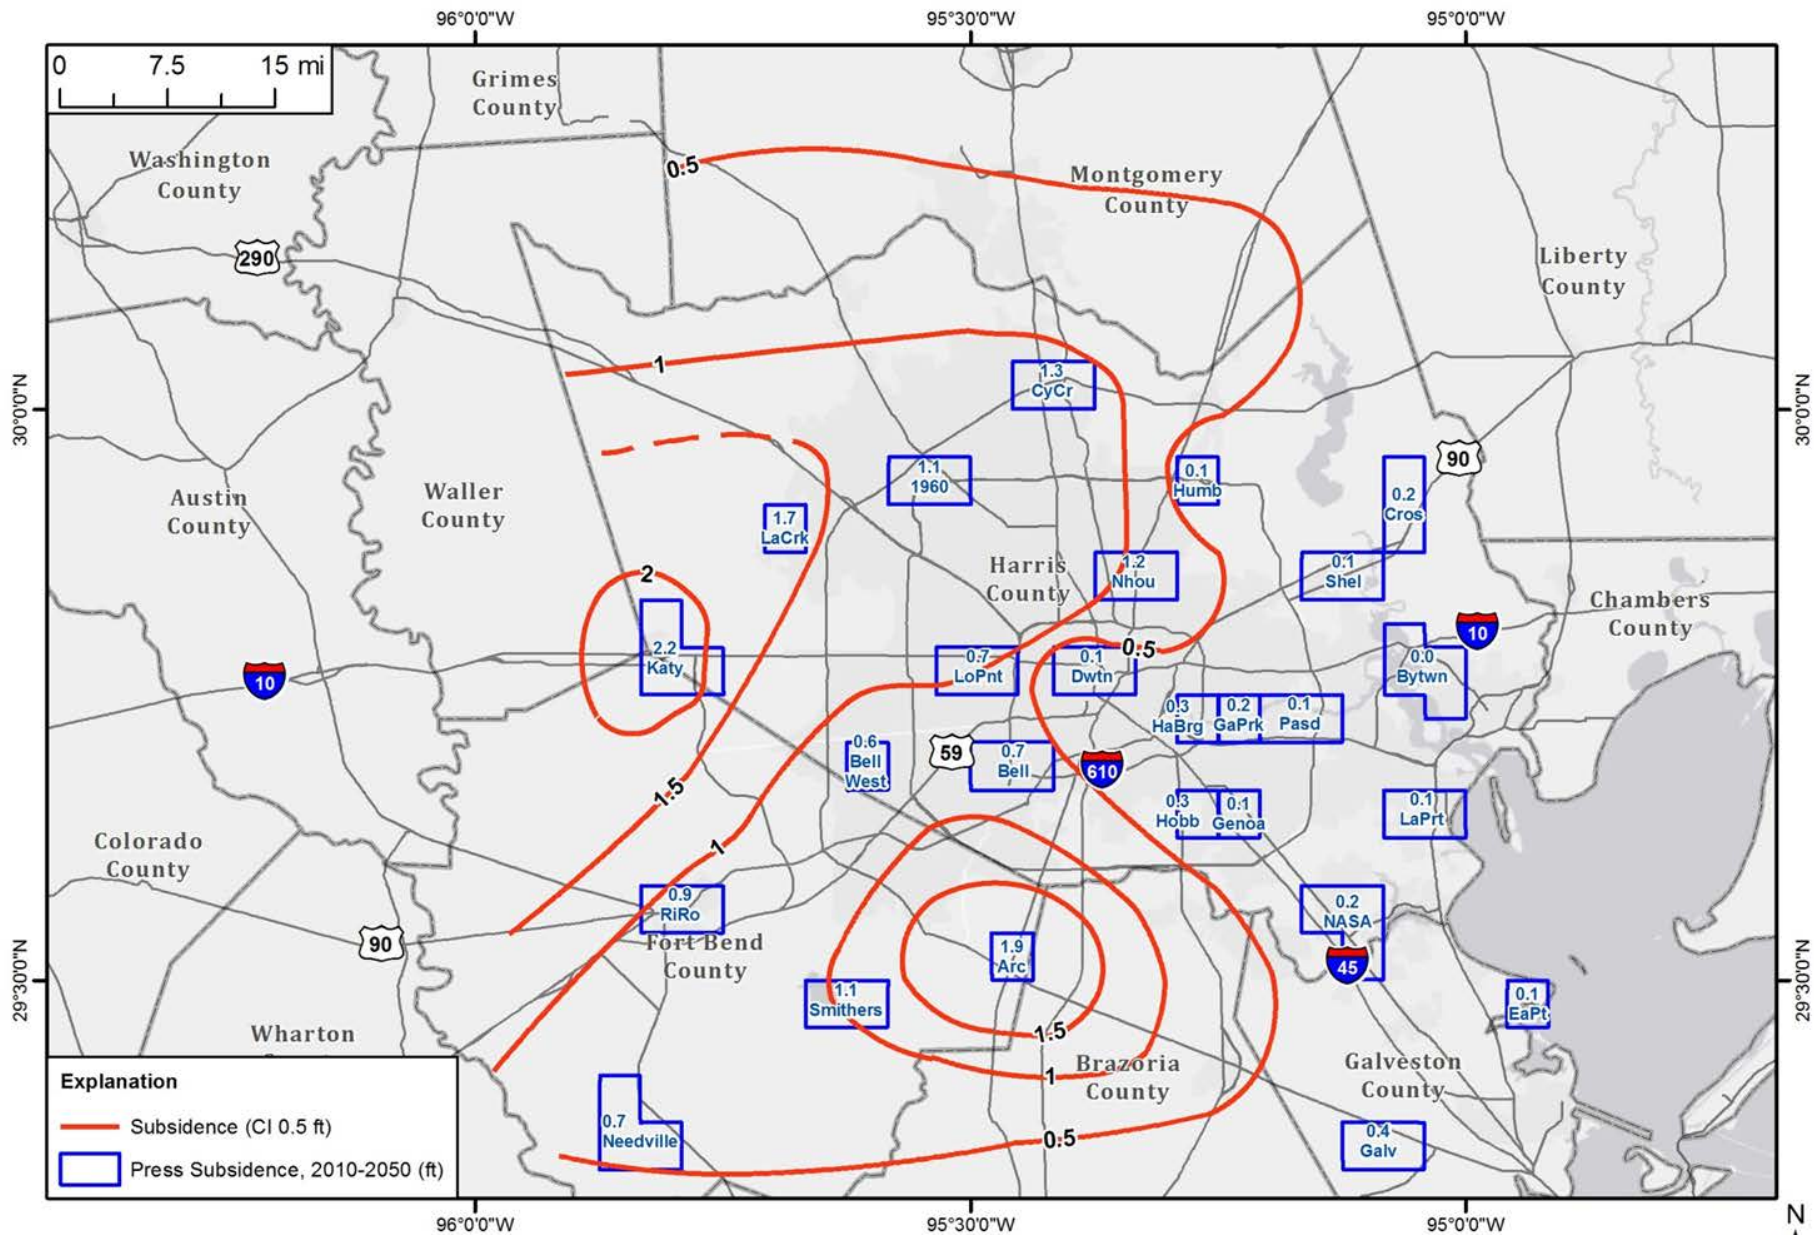 96°0'0"W
95°30'0"W
95°0'0"W
0 7.5 15 mi
Grimes
County
Washington
County
0.5
Montgomery
County
290
Liberty
County
1
30°0'0"N
30°0'0"N
1.3
CyCr
90
1.1
1960
0.1
Humb
0.2
Cros
Austin
County
Waller
County
1.7
LaCrk
Harris
County
1.2
Nhou
0.1
Shel
2
Chambers
County
10
10
2.2
Katy
0.7
LoPnt
0.1
Dwtn
0.5
0.0
Bytwn
0.3
HaBrg
0.2
GaPrk
0.1
Pasd
0.6
Bell
West
59
0.7
Bell
610
1.5
0.3
Hobb
0.1
Genoa
0.1
LaPrt
Colorado
County
1
0.9
RiRo
0.2
NASA
90
Fort Bend
County
1.9
Arc
45
29°30'0"N
29°30'0"N
1.1
Smithers
0.1
EaPt
1.5
Wharton
Brazoria
County
1
Galveston
County
0.7
Needville
0.5
0.4
Galv
Explanation
Subsidence (CI 0.5 ft)
Press Subsidence, 2010-2050 (ft)
96°0'0"W
95°30'0"W
95°0'0"W
N